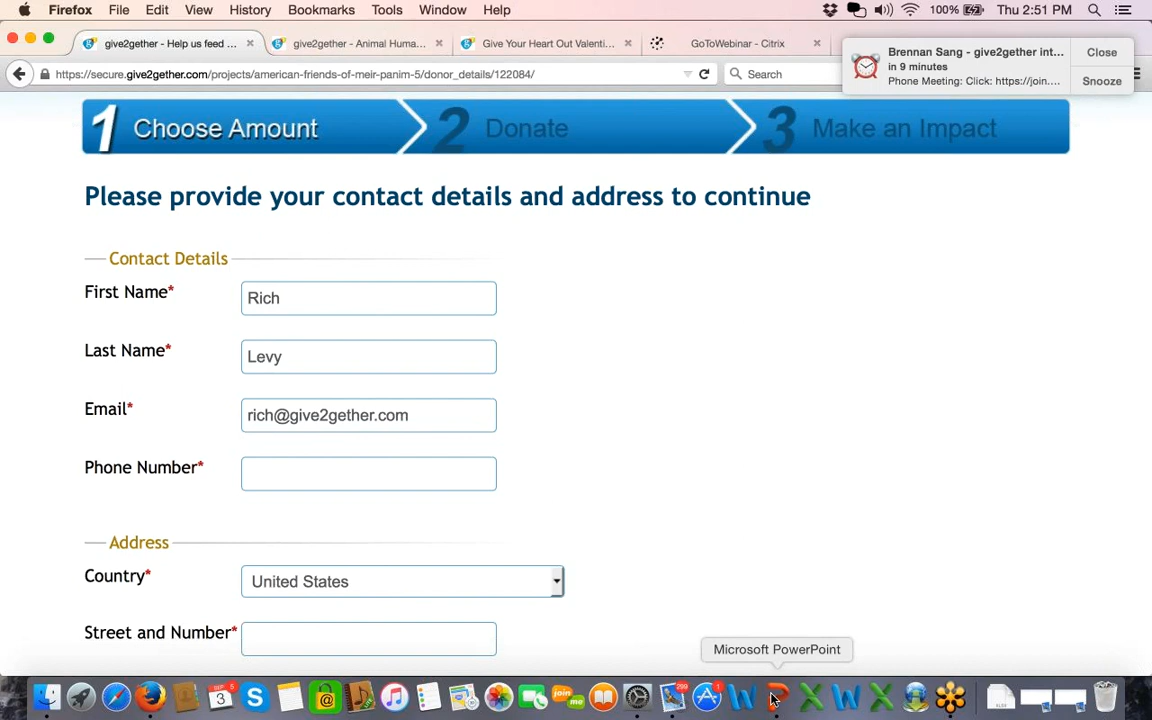 Firefox File Edit View History Bookmarks Tools Window Help 100% Thu 2:51 PM
give2gether - Help us feed ... × give2gether - Animal Huma... × Give Your Heart Out Valenti... × GoToWebinar - Citrix ×
Brennan Sang - give2gether int...
in 9 minutes
Phone Meeting: Click: https://join....
Close
Snooze
https://secure.give2gether.com/projects/american-friends-of-meir-panim-5/donor_details/122084/ Search
1 Choose Amount 2 Donate 3 Make an Impact
Please provide your contact details and address to continue
Contact Details
First Name* Rich
Last Name* Levy
Email* rich@give2gether.com
Phone Number*
Address
Country* United States
Street and Number*
Microsoft PowerPoint
3 5 join me 1